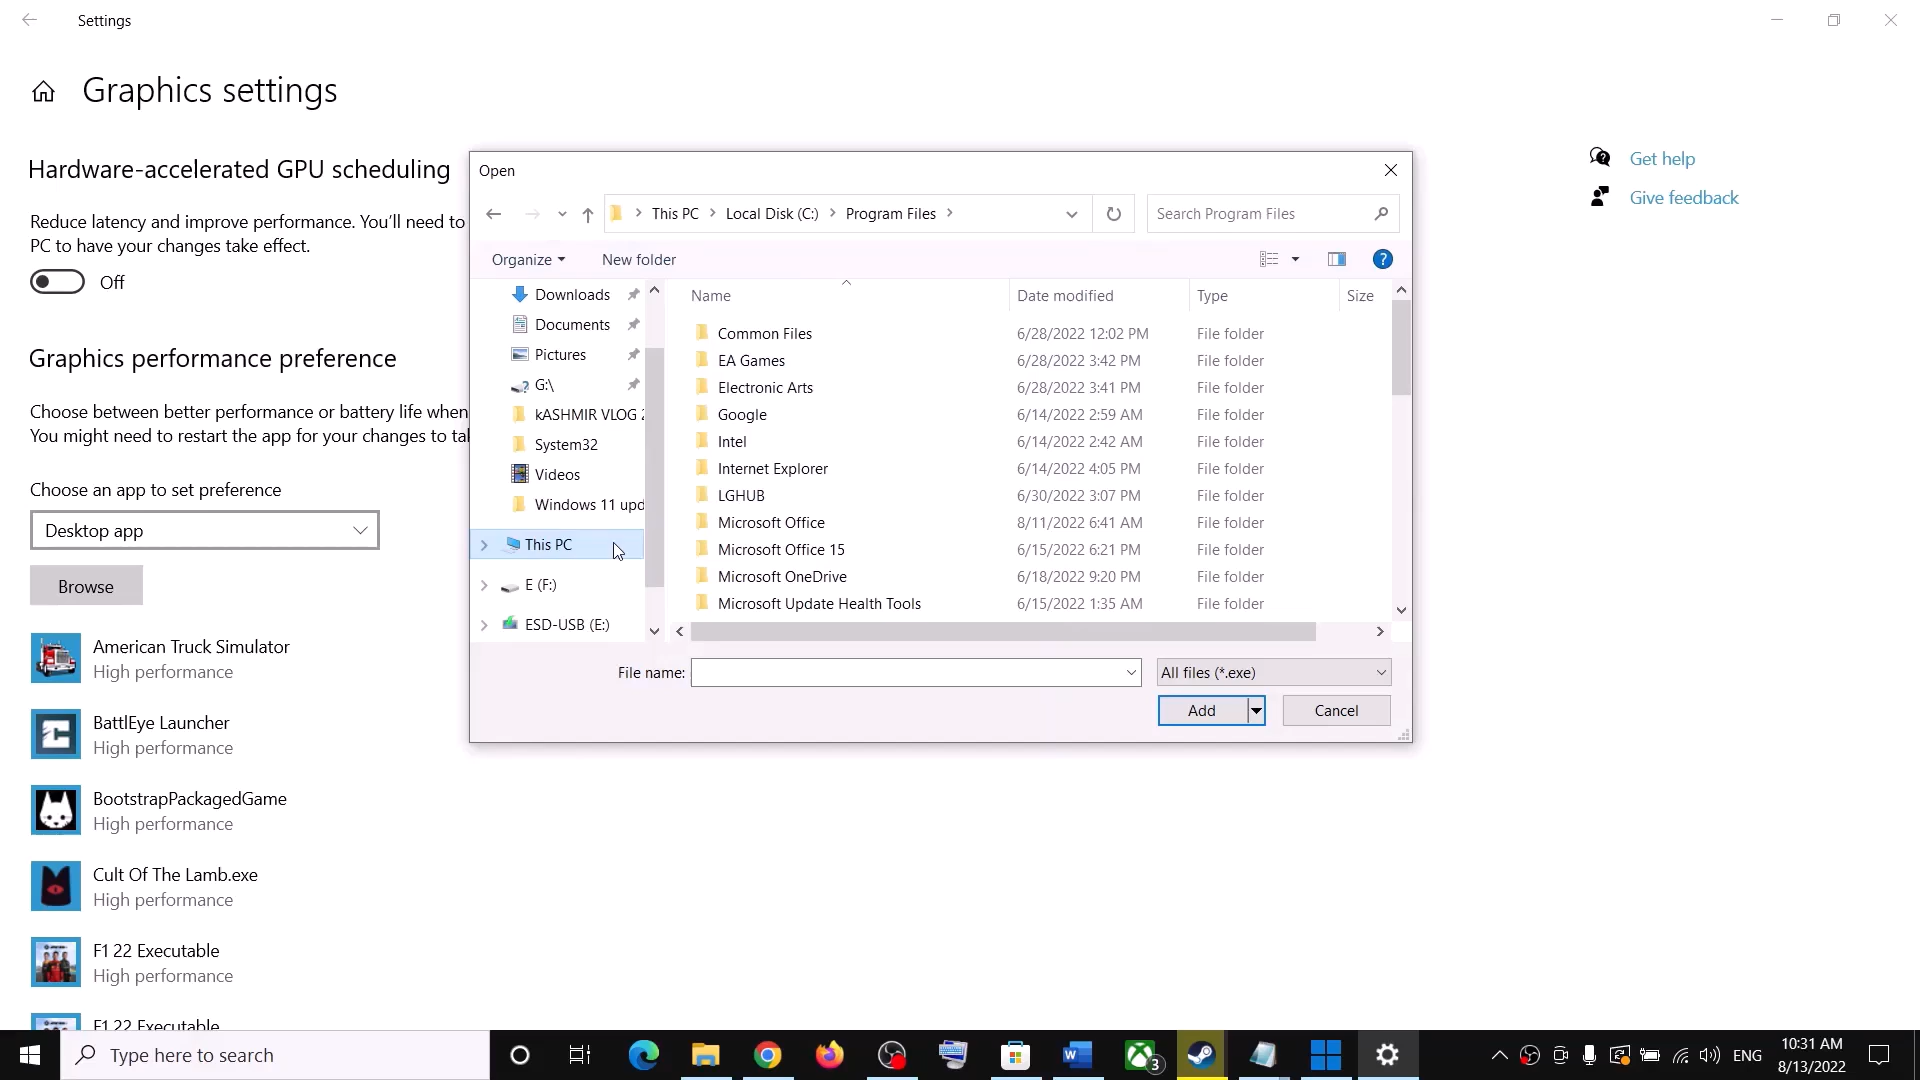 Settings
Graphics settings
Hardware-accelerated GPU scheduling
Reduce latency and improve performance. You'll need to
PC to have your changes take effect.
Off
Graphics performance preference
Choose between better performance or battery life when
You might need to restart the app for your changes to
Choose an app to set preference
Desktop app
Browse
American Truck Simulator
High performance
BattlEye Launcher
High performance
BootstrapPackagedGame
High performance
Cult Of The Lamb.exe
High performance
F1 22 Executable
High performance
F1 22 Executable
Get help
Give feedback
Open
This PC
Local Disk (C:)
Program Files
Search Program Files
Organize
New folder
Downloads
Documents
Pictures
G:\
kASHMIR VLOG
System32
Videos
Windows 11 upd
This PC
E (F:)
ESD-USB (E:)
Name Date modified Type Size
Common Files 6/28/2022 12:02 PM File folder
EA Games 6/28/2022 3:42 PM File folder
Electronic Arts 6/28/2022 3:41 PM File folder
Google 6/14/2022 2:59 AM File folder
Intel 6/14/2022 2:42 AM File folder
Internet Explorer 6/14/2022 4:05 PM File folder
LGHUB 6/30/2022 3:07 PM File folder
Microsoft Office 8/11/2022 6:41 AM File folder
Microsoft Office 15 6/15/2022 6:21 PM File folder
Microsoft OneDrive 6/18/2022 9:20 PM File folder
Microsoft Update Health Tools 6/15/2022 1:35 AM File folder
File name:
All files (*.exe)
Add
Cancel
Type here to search
3
ENG
10:31 AM
8/13/2022